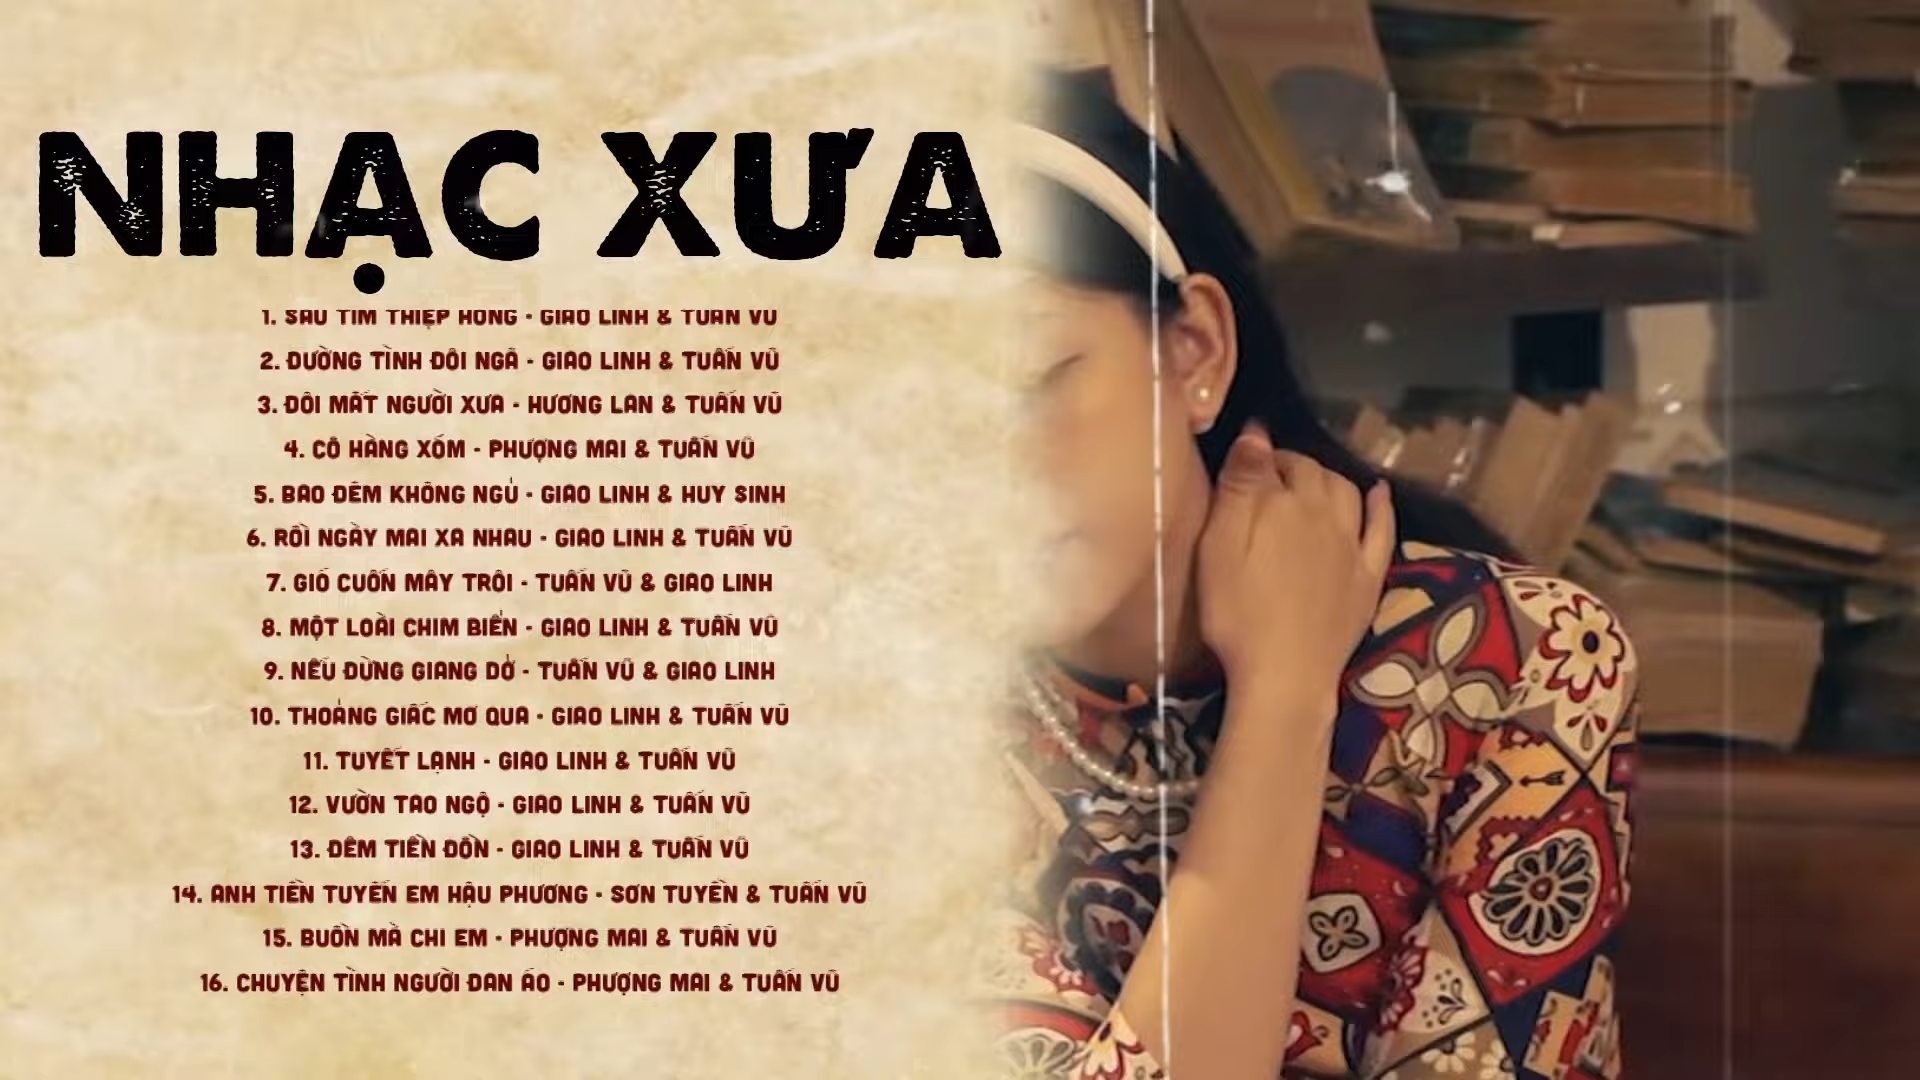 NHẠC XƯA
1. SẦU TÍM THIỆP HỒNG - GIAO LINH & TUẤN VŨ
2. ĐƯỜNG TÌNH ĐÔI NGÃ - GIAO LINH & TUẤN VŨ
3. ĐÔI MẮT NGƯỜI XƯA - HƯƠNG LAN & TUẤN VŨ
4. CÔ HÀNG XÓM - PHƯỢNG MAI & TUẤN VŨ
5. BAO ĐÊM KHÔNG NGỦ - GIAO LINH & HUY SINH
6. RỒI NGÀY MAI XA NHAU - GIAO LINH & TUẤN VŨ
7. GIÓ CUỐN MÂY TRÔI - TUẤN VŨ & GIAO LINH
8. MỘT LOÀI CHIM BIỂN - GIAO LINH & TUẤN VŨ
9. NẾU ĐỪNG GIANG DỞ - TUẤN VŨ & GIAO LINH
10. THOÁNG GIẤC MƠ QUA - GIAO LINH & TUẤN VŨ
11. TUYẾT LẠNH - GIAO LINH & TUẤN VŨ
12. VƯỜN TAO NGỘ - GIAO LINH & TUẤN VŨ
13. ĐÊM TIỀN ĐỒN - GIAO LINH & TUẤN VŨ
14. ANH TIỀN TUYẾN EM HẬU PHƯƠNG - SƠN TUYỀN & TUẤN VŨ
15. BUỒN MÀ CHI EM - PHƯỢNG MAI & TUẤN VŨ
16. CHUYỆN TÌNH NGƯỜI ĐAN ÁO - PHƯỢNG MAI & TUẤN VŨ